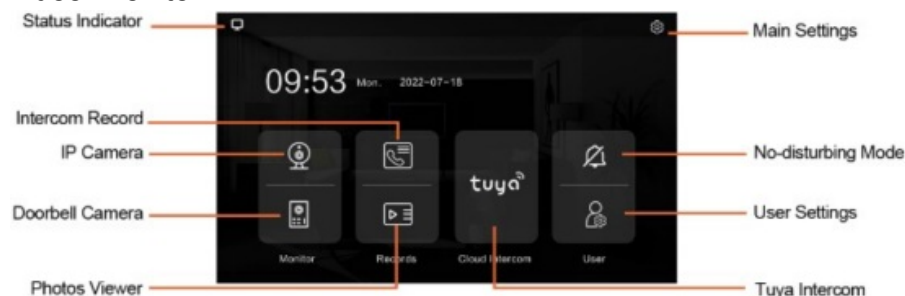 Status Indicator
Main Settings
09:53 Mon. 2022-07-18
Intercom Record
IP Camera
No-disturbing Mode
tuya
Doorbell Camera
User Settings
Monitor
Records
Cloud Intercom
User
Photos Viewer
Tuya Intercom